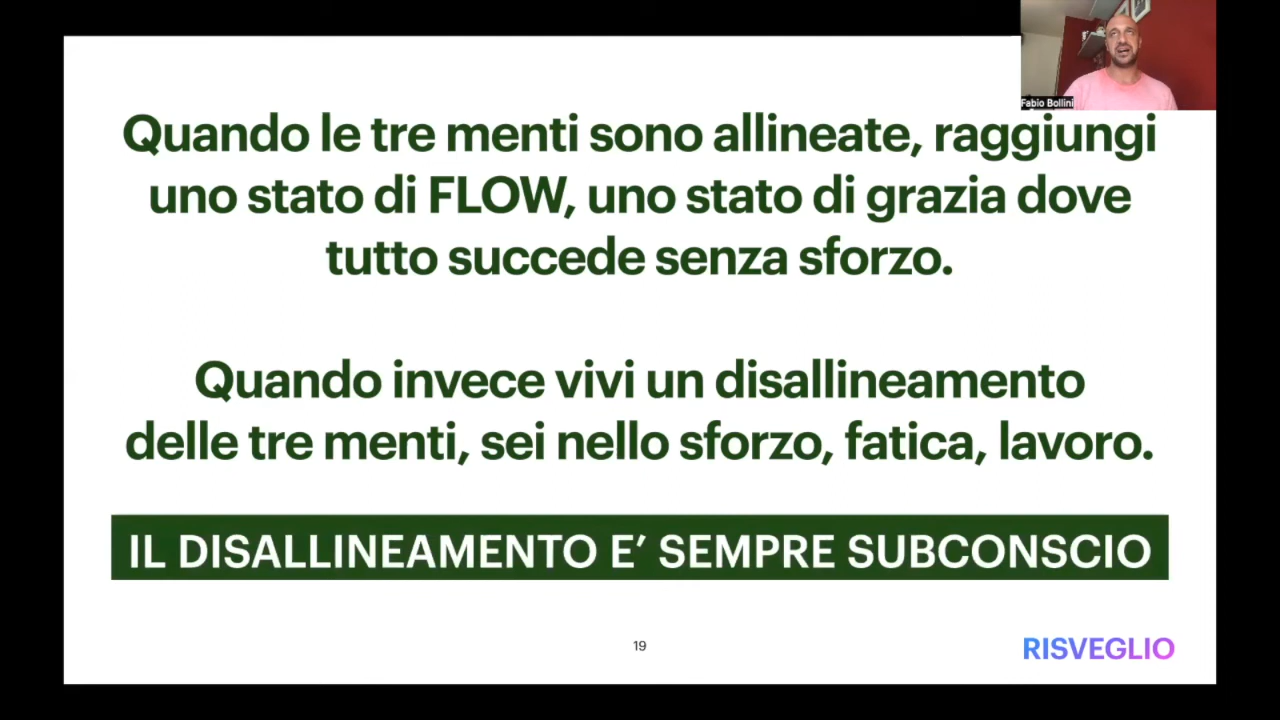 Fabio Bollini
Quando le tre menti sono allineate, raggiungi
uno stato di FLOW, uno stato di grazia dove
tutto succede senza sforzo.
Quando invece vivi un disallineamento
delle tre menti, sei nello sforzo, fatica, lavoro.
IL DISALLINEAMENTO E’ SEMPRE SUBCONSCIO
19
RISVEGLIO